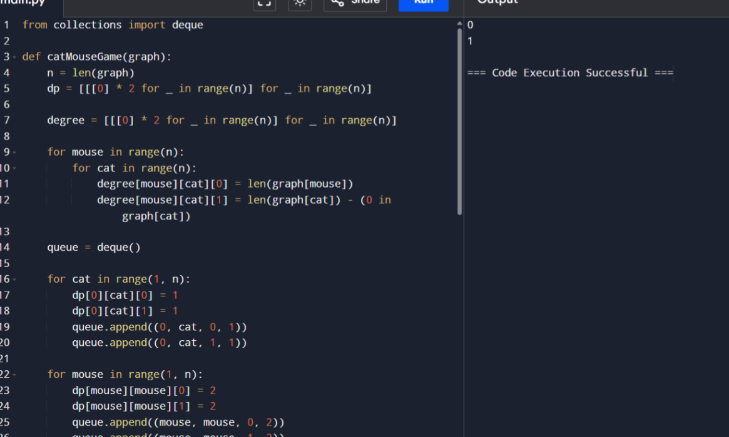 main.py
Share
Run
Output
1 from collections import deque
2
3 def catMouseGame(graph):
4 n = len(graph)
5 dp = [[[0] * 2 for _ in range(n)] for _ in range(n)]
6
7 degree = [[[0] * 2 for _ in range(n)] for _ in range(n)]
8
9 for mouse in range(n):
10 for cat in range(n):
11 degree[mouse][cat][0] = len(graph[mouse])
12 degree[mouse][cat][1] = len(graph[cat]) - (0 in
graph[cat])
13
14 queue = deque()
15
16 for cat in range(1, n):
17 dp[0][cat][0] = 1
18 dp[0][cat][1] = 1
19 queue.append((0, cat, 0, 1))
20 queue.append((0, cat, 1, 1))
21
22 for mouse in range(1, n):
23 dp[mouse][mouse][0] = 2
24 dp[mouse][mouse][1] = 2
25 queue.append((mouse, mouse, 0, 2))
26 queue.append((mouse, mouse, 1, 2))
0
1
=== Code Execution Successful ===